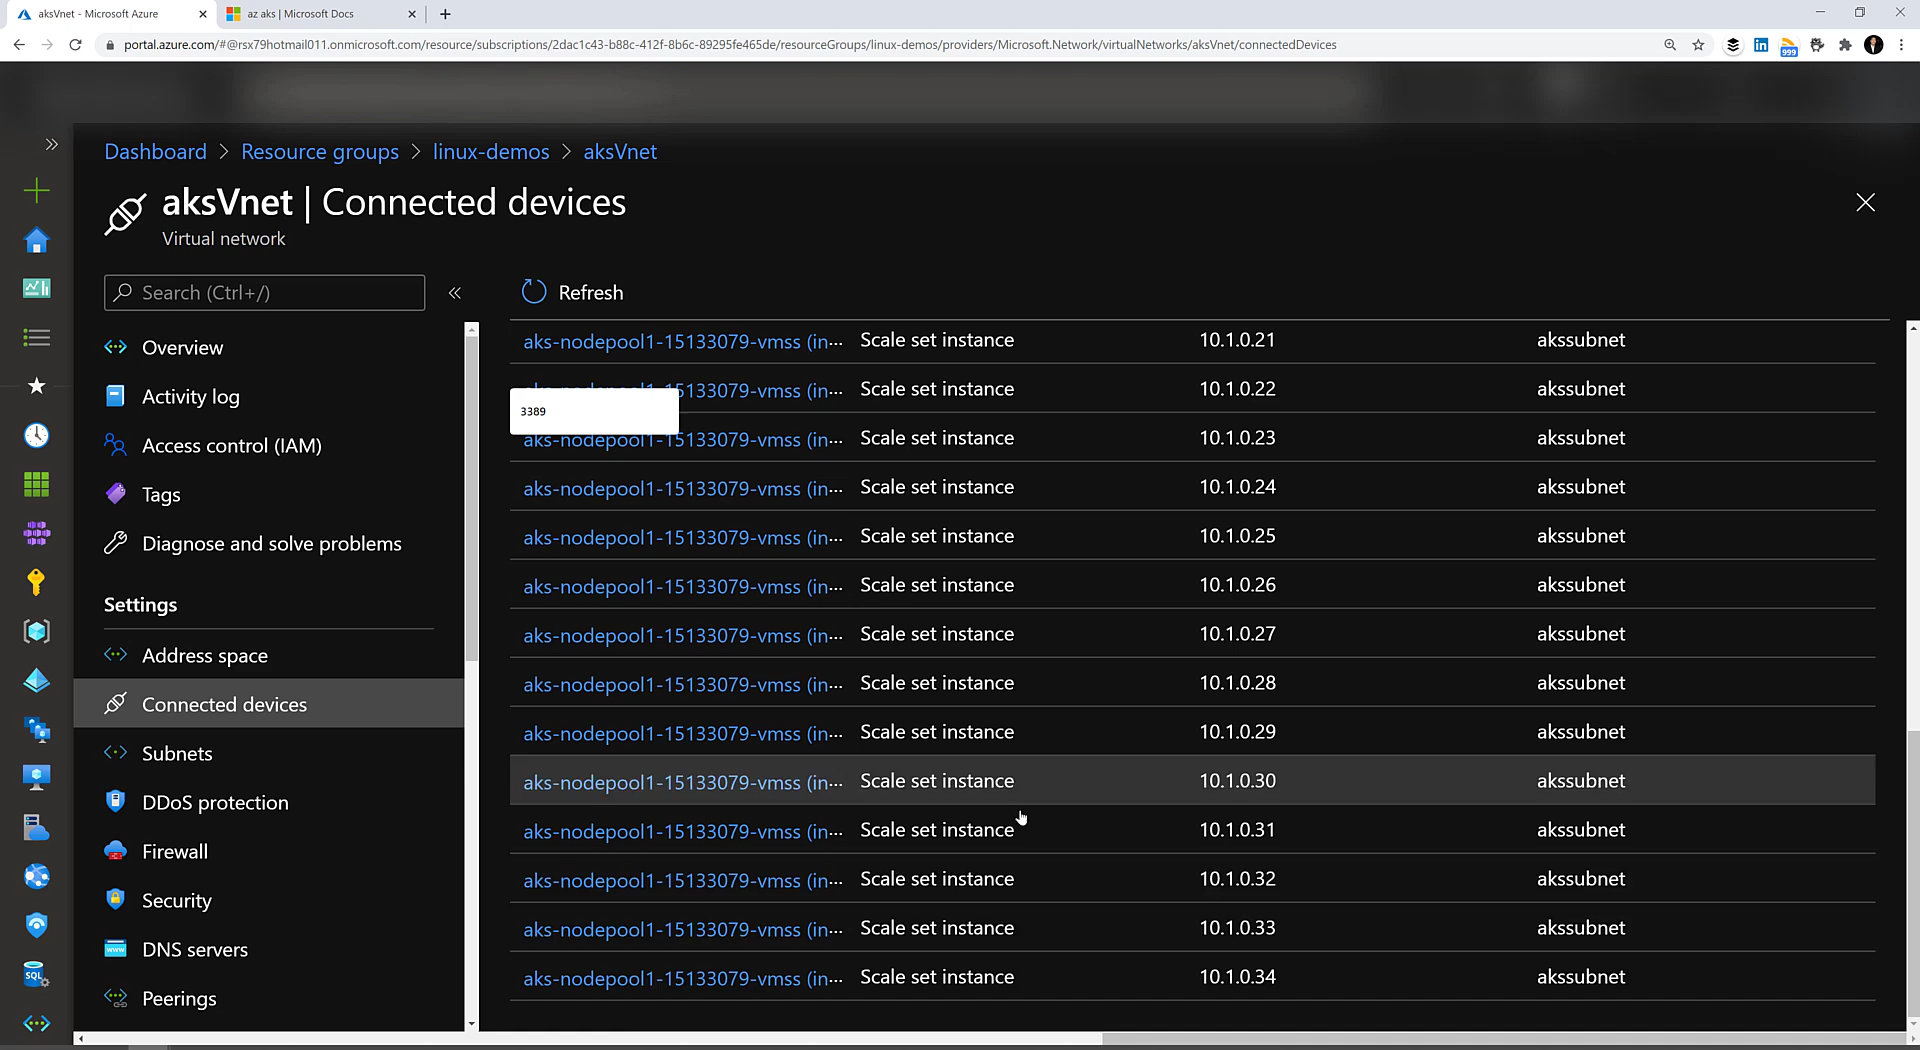 aksVnet - Microsoft Azure
az aks | Microsoft Docs
portal.azure.com/#@rsx79hotmail011.onmicrosoft.com/resource/subscriptions/2dac1c43-b88c-412f-8b6c-89295fe465de/resourceGroups/linux-demos/providers/Microsoft.Network/virtualNetworks/aksVnet/connectedDevices
999
Dashboard > Resource groups > linux-demos > aksVnet
aksVnet | Connected devices
Virtual network
Search (Ctrl+/)
Refresh
Overview
Activity log
Access control (IAM)
Tags
Diagnose and solve problems
Settings
Address space
Connected devices
Subnets
DDoS protection
Firewall
Security
DNS servers
Peerings
SQL
www
aks-nodepool1-15133079-vmss (in··· Scale set instance 10.1.0.21 akssubnet
5133079-vmss (in··· Scale set instance 10.1.0.22 akssubnet
3389
aks-nodepool1-15133079-vmss (in··· Scale set instance 10.1.0.23 akssubnet
aks-nodepool1-15133079-vmss (in··· Scale set instance 10.1.0.24 akssubnet
aks-nodepool1-15133079-vmss (in··· Scale set instance 10.1.0.25 akssubnet
aks-nodepool1-15133079-vmss (in··· Scale set instance 10.1.0.26 akssubnet
aks-nodepool1-15133079-vmss (in··· Scale set instance 10.1.0.27 akssubnet
aks-nodepool1-15133079-vmss (in··· Scale set instance 10.1.0.28 akssubnet
aks-nodepool1-15133079-vmss (in··· Scale set instance 10.1.0.29 akssubnet
aks-nodepool1-15133079-vmss (in··· Scale set instance 10.1.0.30 akssubnet
aks-nodepool1-15133079-vmss (in··· Scale set instance 10.1.0.31 akssubnet
aks-nodepool1-15133079-vmss (in··· Scale set instance 10.1.0.32 akssubnet
aks-nodepool1-15133079-vmss (in··· Scale set instance 10.1.0.33 akssubnet
aks-nodepool1-15133079-vmss (in··· Scale set instance 10.1.0.34 akssubnet